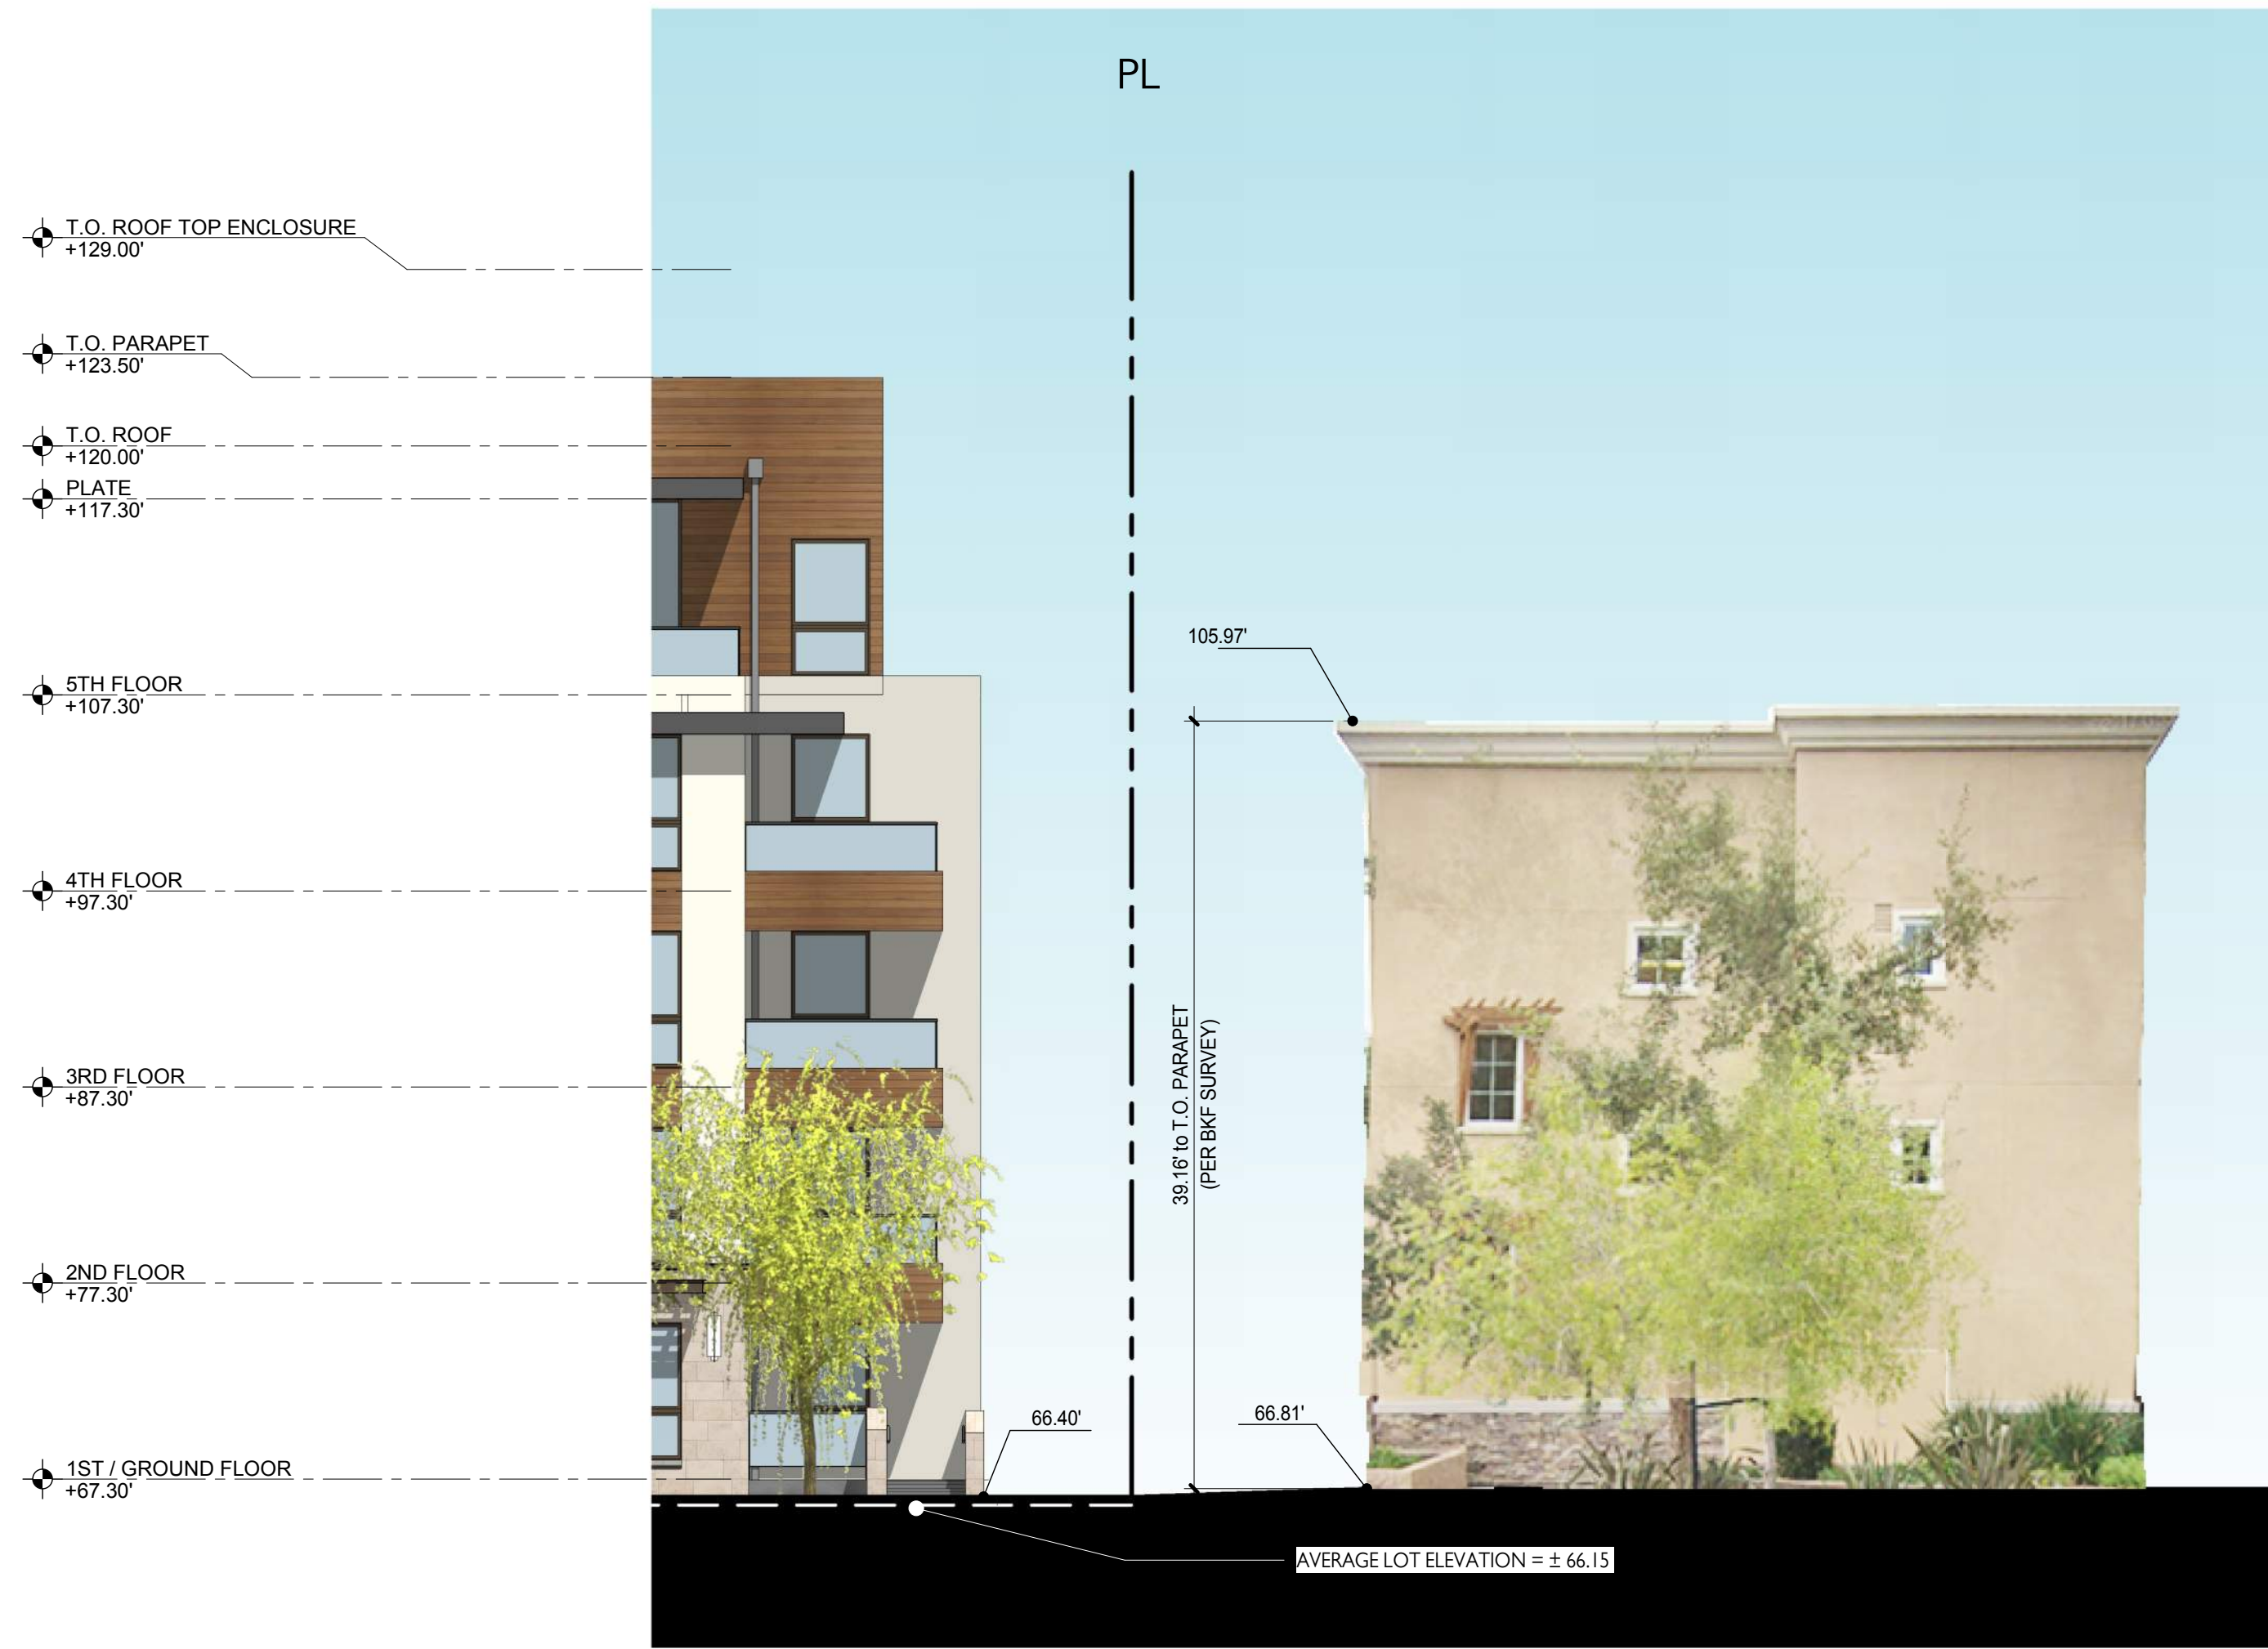 PL
T.O. ROOF TOP ENCLOSURE
+129.00'
T.O. PARAPET
+123.50'
T.O. ROOF
+120.00'
PLATE
+117.30'
105.97'
5TH FLOOR
+107.30'
4TH FLOOR
+97.30'
39.16' to T.O. PARAPET
(PER BKF SURVEY)
3RD FLOOR
+87.30'
2ND FLOOR
+77.30'
66.40'
66.81'
1ST / GROUND FLOOR
+67.30'
AVERAGE LOT ELEVATION = ± 66.15